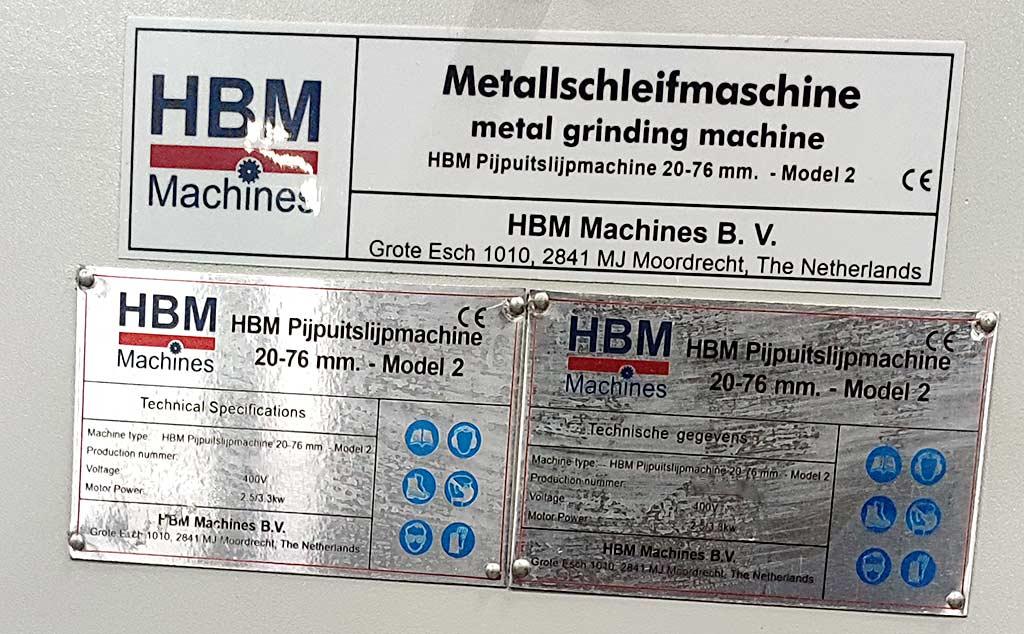 HBM
Machines
Metallschleifmaschine
metal grinding machine
HBM Pijpuitslijpmachine 20-76 mm. - Model 2
CE
HBM Machines B. V.
Grote Esch 1010, 2841 MJ Moordrecht, The Netherlands
HBM
Machines
CE
HBM Pijpuitslijpmachine
20-76 mm. - Model 2
Technical Specifications
Machine type: HBM Pijpuitslijpmachine 20-76 mm - Model 2
Production nummer:
Voltage
400V
Motor Power:
2.5/3.3kw
HBM Machines B.V.
Grote Esch 1010, 2841 MJ Moordrecht, The Netherlands
HBM
Machines
CE
HBM Pijpuitslijpmachine
20-76 mm. - Model 2
Technische gegevens
Machine type: HBM Pijpuitslijpmachine 20-76 mm - Model 2
Production nummer:
Voltage
400V
Motor Power:
2.5/3.3kw
HBM Machines B.V.
Grote Esch 1010, 2841 MJ Moordrecht, The Netherlands